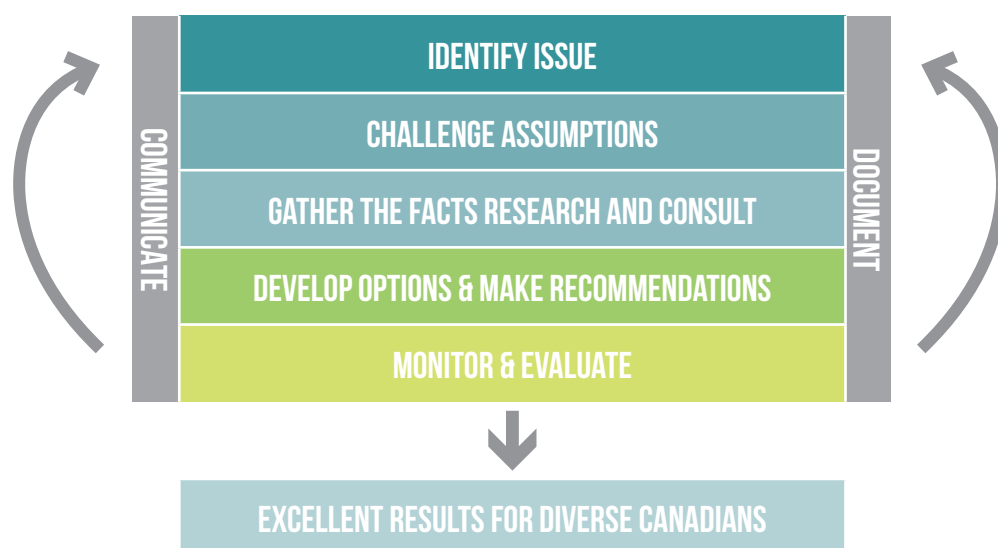 IDENTIFY ISSUE
CHALLENGE ASSUMPTIONS
COMMUNICATE
DOCUMENT
GATHER THE FACTS RESEARCH AND CONSULT
DEVELOP OPTIONS & MAKE RECOMMENDATIONS
MONITOR & EVALUATE
EXCELLENT RESULTS FOR DIVERSE CANADIANS